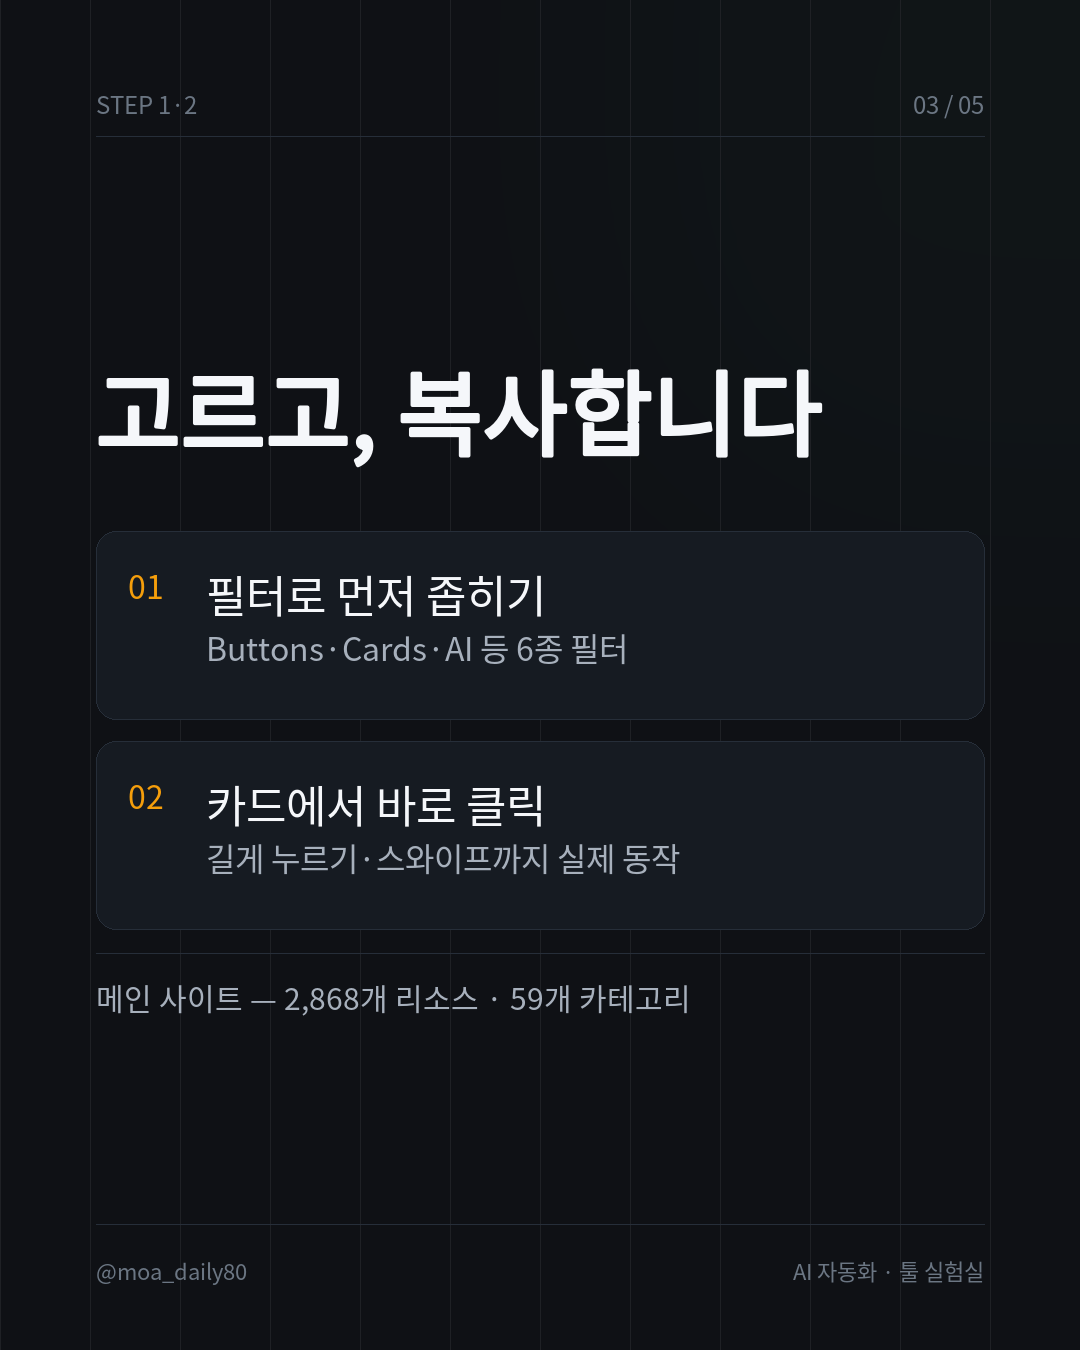 STEP 1·2
03 / 05
고르고, 복사합니다
01
필터로 먼저 좁히기
Buttons·Cards·AI 등 6종 필터
02
카드에서 바로 클릭
길게 누르기·스와이프까지 실제 동작
메인 사이트 — 2,868개 리소스 · 59개 카테고리
@moa_daily80
AI 자동화 · 툴 실험실